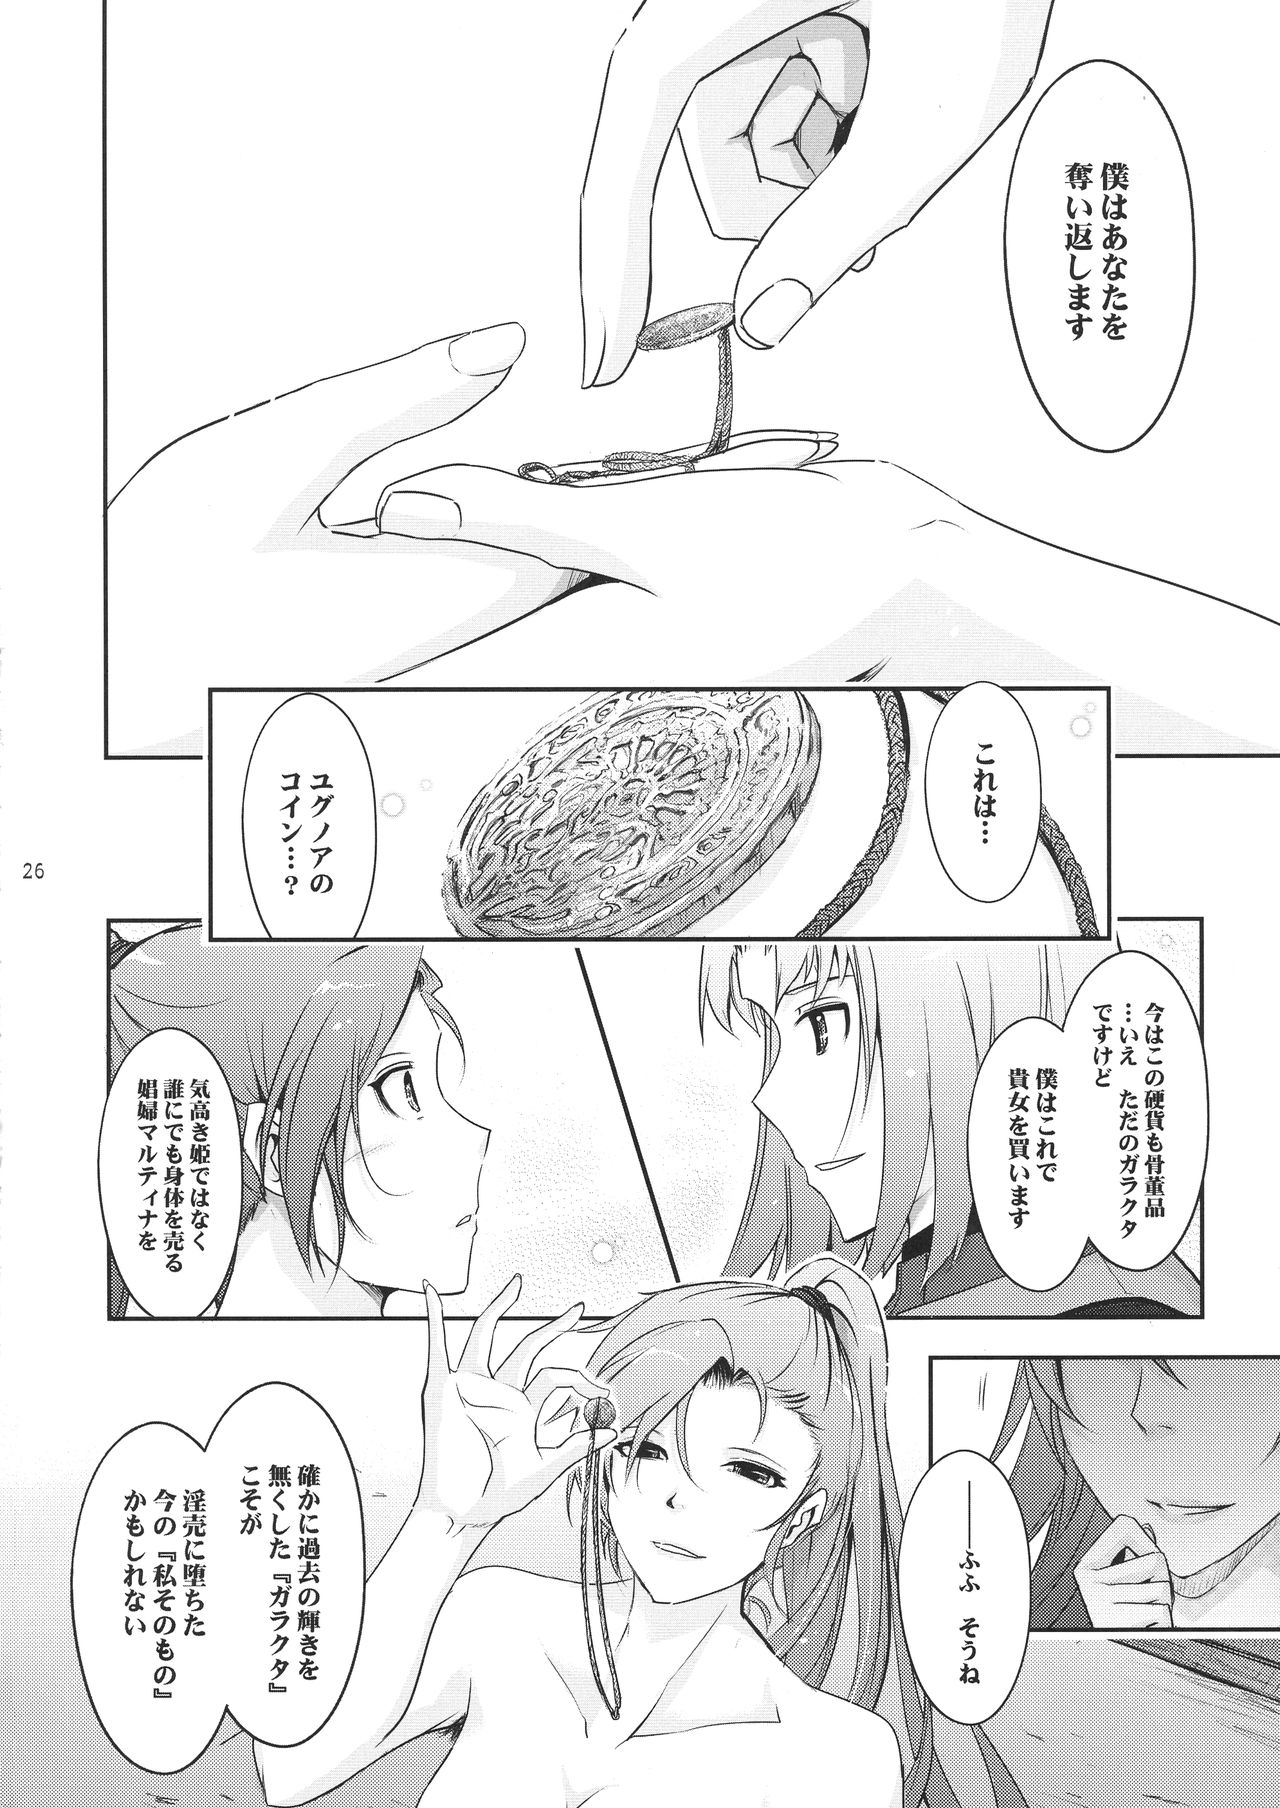 僕はあなたを
奪い返します
これは…
ユグノアの
コイン…?
今はこの硬貨も骨董品
…いえ ただのガラクタ
ですけど
僕はこれで
貴女を買います
気高き姫ではなく
誰にでも身体を売る
娼婦マルティナを
――ふふ そうね
確かに過去の輝きを
無くした『ガラクタ』
こそが
淫売に堕ちた
今の『私そのもの』
かもしれない
26